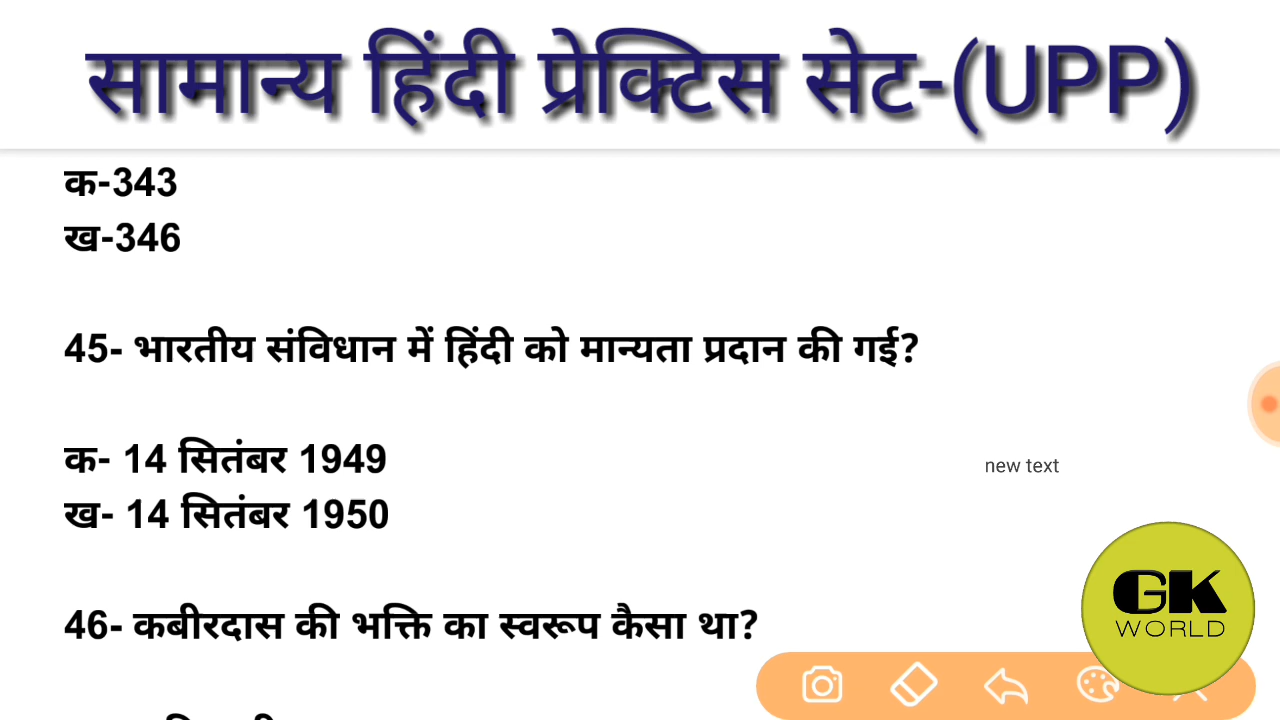 सामान्य हिंदी प्रेक्टिस सेट-(UPP)
क-343
ख-346
45- भारतीय संविधान में हिंदी को मान्यता प्रदान की गई?
क- 14 सितंबर 1949
new text
ख- 14 सितंबर 1950
46- कबीरदास की भक्ति का स्वरूप कैसा था?
GK
WORLD